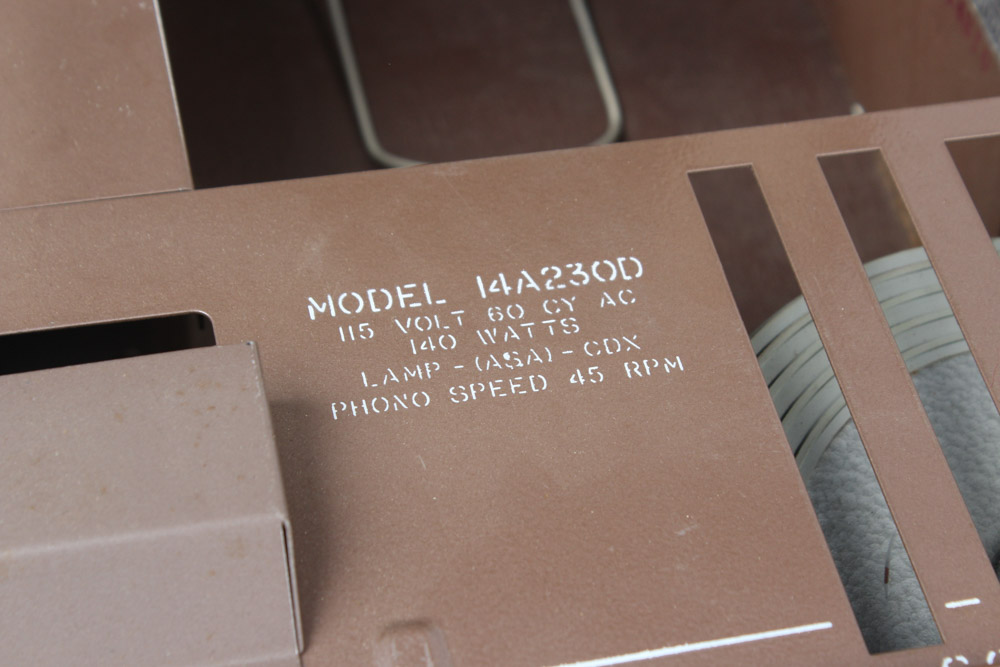 MODEL 14A230D
115 VOLT 60 CY AC
140 WATTS
LAMP - (ASA) - CDX
PHONO SPEED 45 RPM